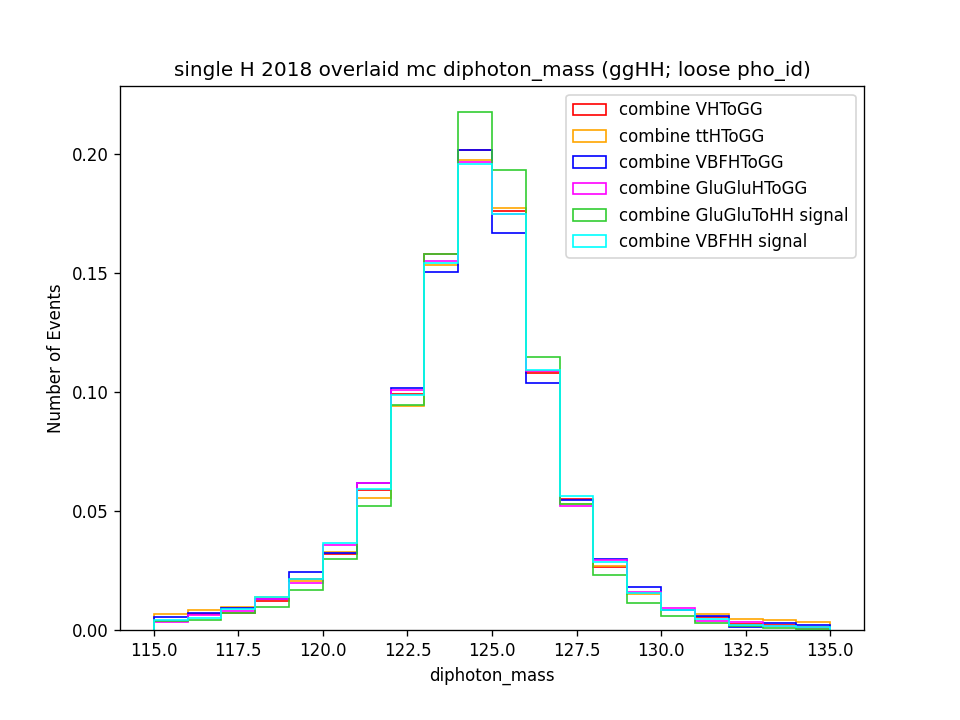 single H 2018 overlaid mc diphoton_mass (ggHH; loose pho_id)
combine VHToGG
combine ttHToGG
combine VBFHToGG
combine GluGluHToGG
combine GluGluToHH signal
combine VBFHH signal
Number of Events
0.20
0.15
0.10
0.05
0.00
115.0 117.5 120.0 122.5 125.0 127.5 130.0 132.5 135.0
diphoton_mass